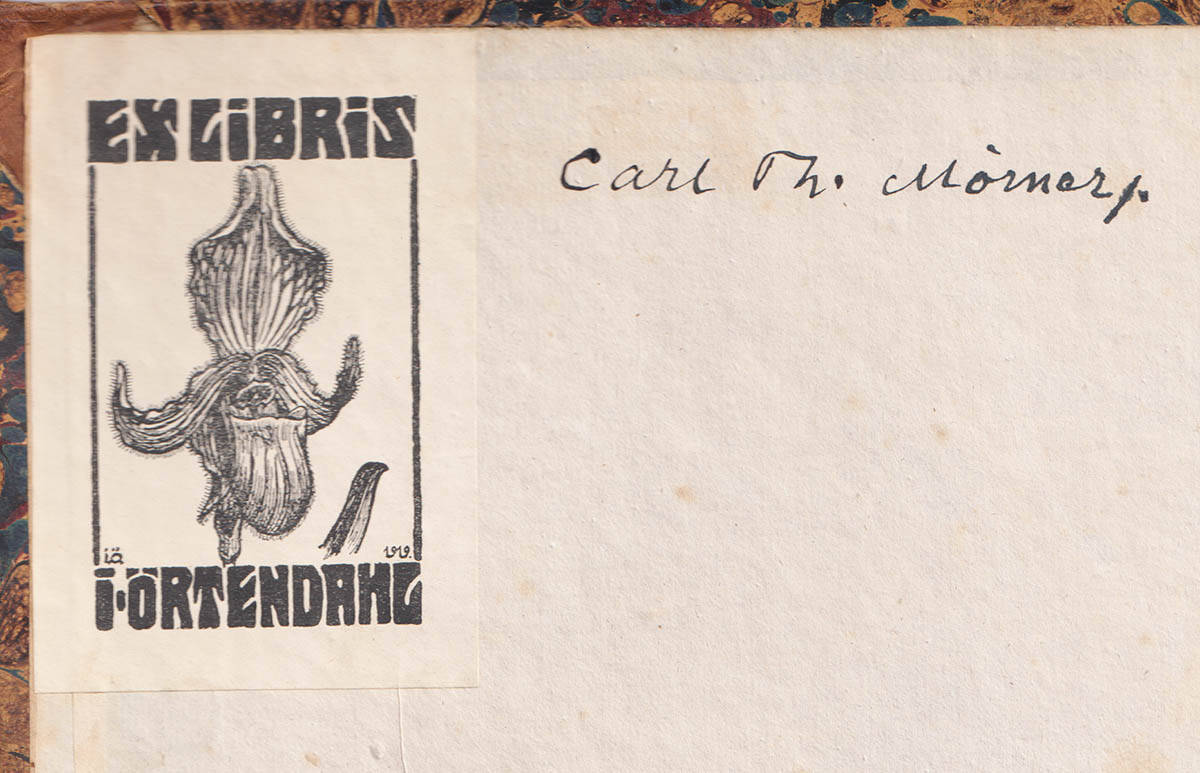 EX LIBRIS
Carl Th. Mörner.
1919.
I·ÖRTENDAHL